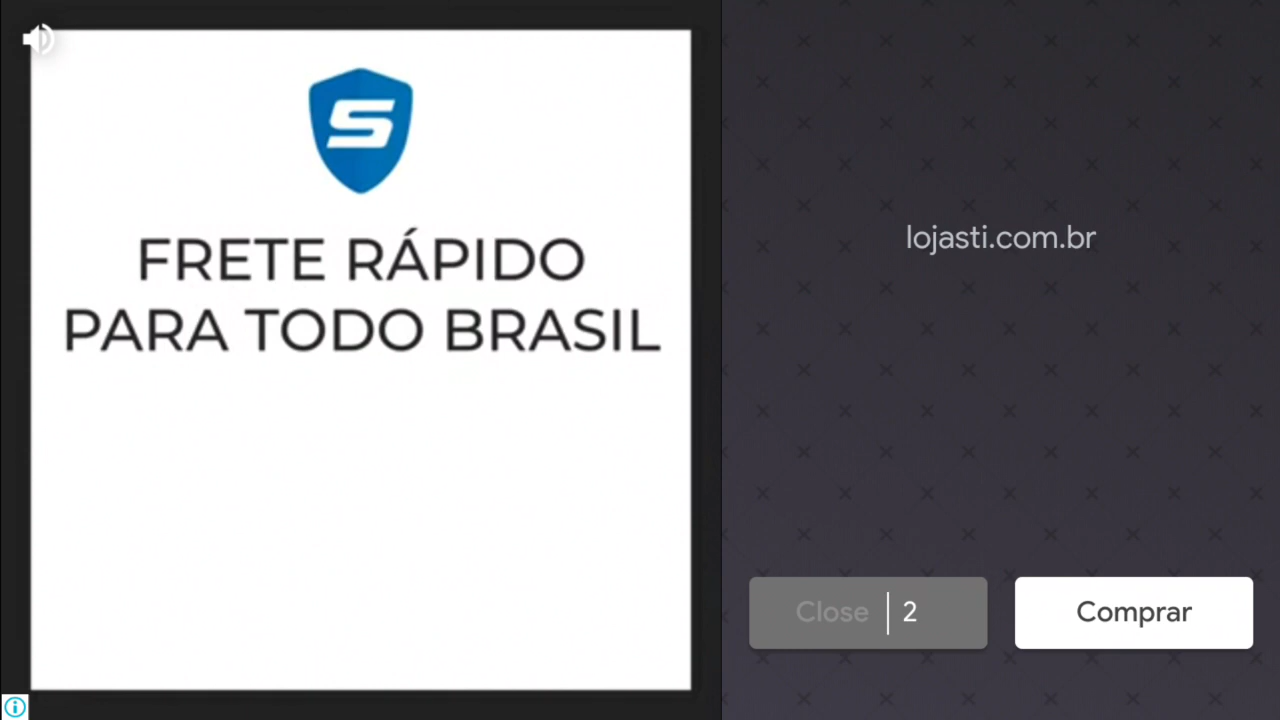 S
FRETE RÁPIDO
PARA TODO BRASIL
lojasti.com.br
Close 2
Comprar